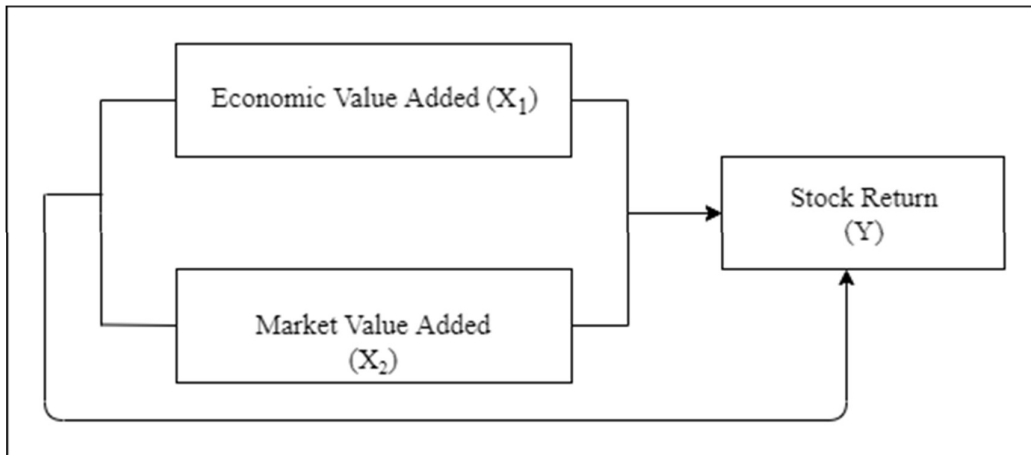 Economic Value Added (X₁)
Stock Return
(Y)
Market Value Added
(X₂)